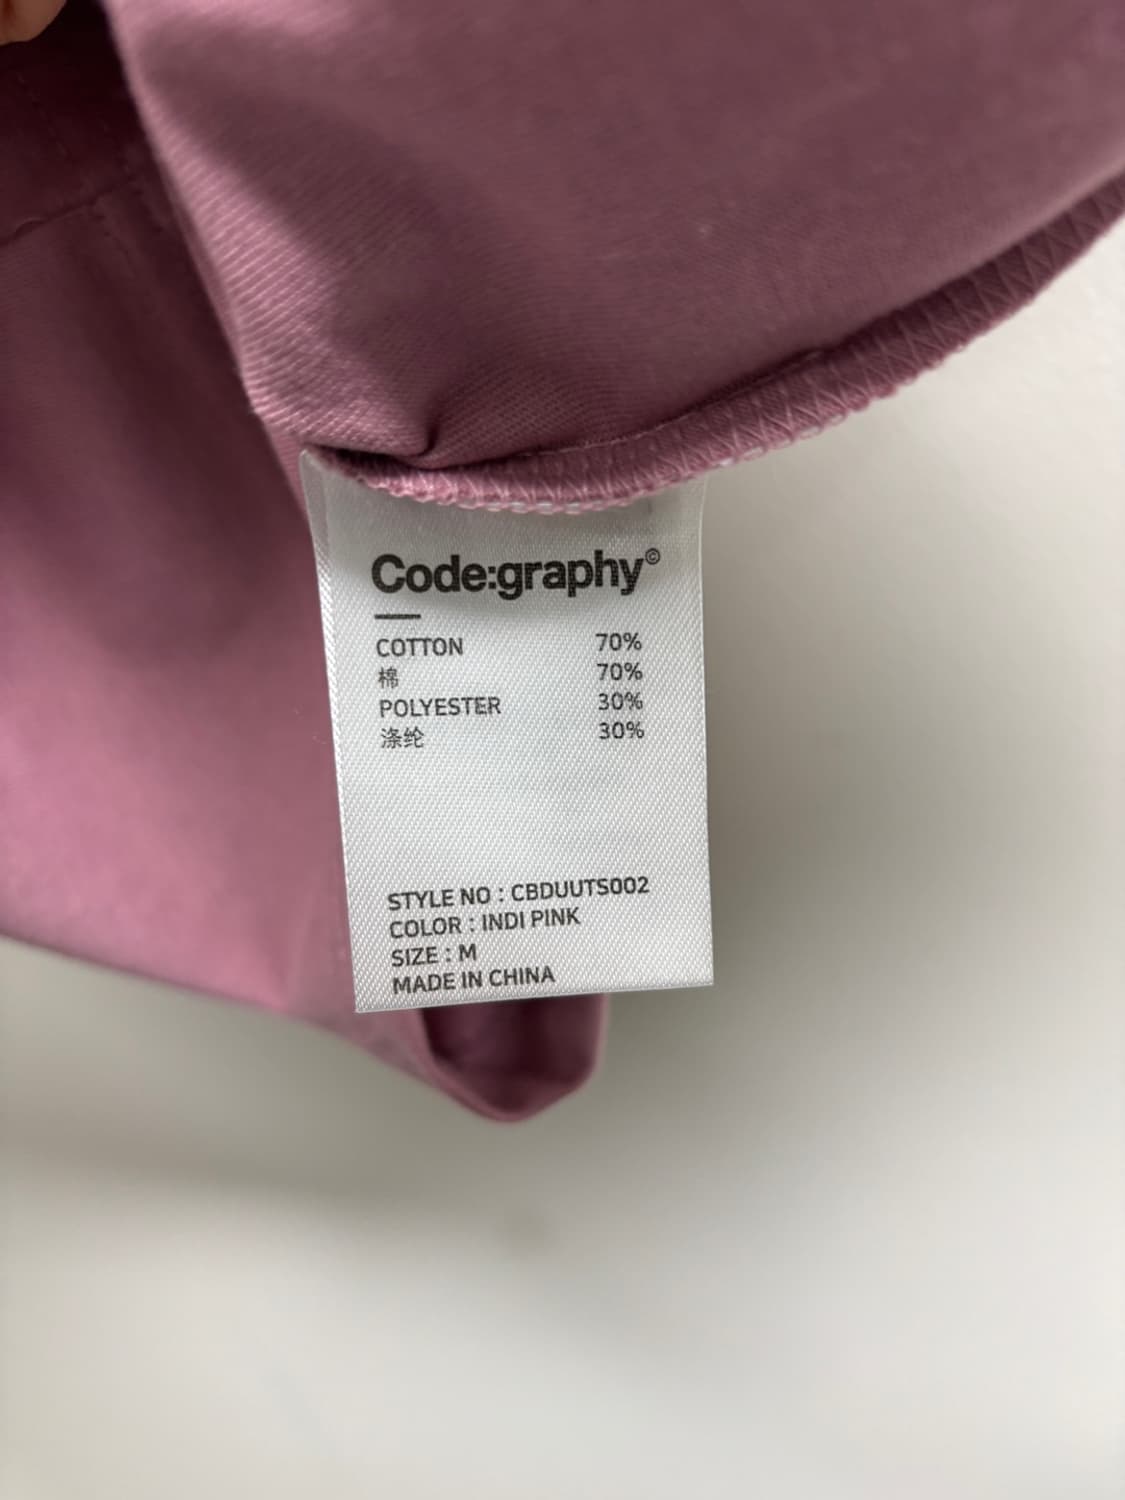 Code:graphy©
COTTON 70%
棉 70%
POLYESTER 30%
涤纶 30%
STYLE NO : CBDUUTS002
COLOR : INDI PINK
SIZE : M
MADE IN CHINA